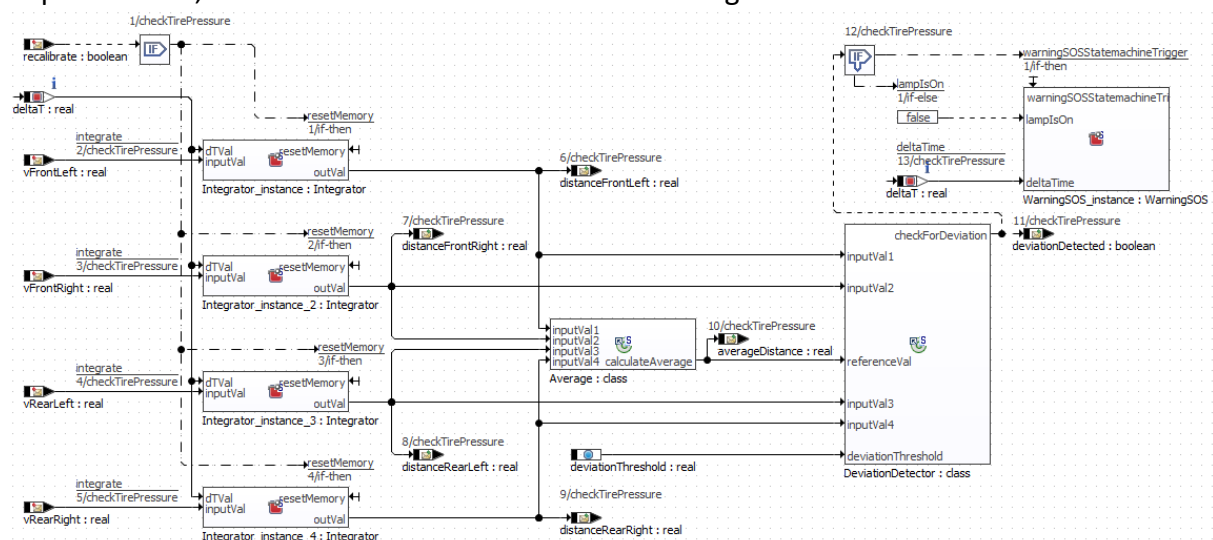 1/checkTirePressure
IF
recalibrate : boolean
i
deltaT : real
resetMemory
1/if-then
integrate
2/checkTirePressure
vFrontLeft : real
dTVal
inputVal
resetMemory
outVal
Integrator_instance : Integrator
6/checkTirePressure
distanceFrontLeft : real
7/checkTirePressure
distanceFrontRight : real
resetMemory
2/if-then
integrate
3/checkTirePressure
vFrontRight : real
dTVal
inputVal
resetMemory
outVal
Integrator_instance_2 : Integrator
resetMemory
3/if-then
integrate
4/checkTirePressure
vRearLeft : real
dTVal
inputVal
resetMemory
outVal
Integrator_instance_3 : Integrator
8/checkTirePressure
distanceRearLeft : real
resetMemory
4/if-then
integrate
5/checkTirePressure
vRearRight : real
dTVal
inputVal
resetMemory
outVal
Integrator_instance_4 : Integrator
9/checkTirePressure
distanceRearRight : real
inputVal1
inputVal2
inputVal3
inputVal4
calculateAverage
Average : class
10/checkTirePressure
averageDistance : real
deviationThreshold : real
checkForDeviation
inputVal1
inputVal2
referenceVal
inputVal3
inputVal4
deviationThreshold
DeviationDetector : class
11/checkTirePressure
deviationDetected : boolean
12/checkTirePressure
IF
warningSOSStatemachineTrigger
1/if-then
lampIsOn
1/if-else
false
deltaTime
13/checkTirePressure
i
deltaT : real
warningSOSStatemachineTri
lampIsOn
deltaTime
WarningSOS_instance : WarningSOS